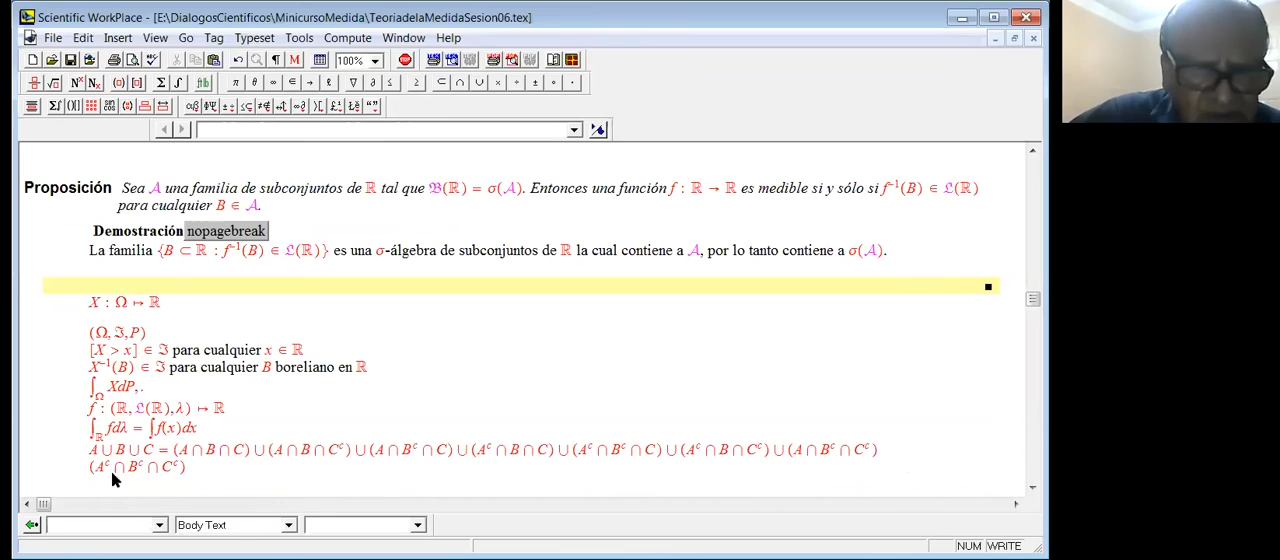 Scientific WorkPlace - [E:\DialogosCientificos\MinicursoMedida\TeoriadelaMedidaSesion06.tex]
File Edit Insert View Go Tag Typeset Tools Compute Window Help
100%
Proposición Sea 𝒜 una familia de subconjuntos de ℝ tal que 𝔅(ℝ) = σ(𝒜). Entonces una función f : ℝ → ℝ es medible si y sólo si f⁻¹(B) ∈ 𝔏(ℝ)
para cualquier B ∈ 𝒜.
Demostración nopagebreak
La familia {B ⊂ ℝ : f⁻¹(B) ∈ 𝔏(ℝ)} es una σ-álgebra de subconjuntos de ℝ la cual contiene a 𝒜, por lo tanto contiene a σ(𝒜).
X : Ω ↦ ℝ
(Ω, ℑ, P)
[X > x] ∈ ℑ para cualquier x ∈ ℝ
X⁻¹(B) ∈ ℑ para cualquier B boreliano en ℝ
∫_Ω XdP, .
f : (ℝ, 𝔏(ℝ), λ) ↦ ℝ
∫_ℝ fdλ = ∫f(x)dx
A ∪ B ∪ C = (A ∩ B ∩ C) ∪ (A ∩ B ∩ Cᶜ) ∪ (A ∩ Bᶜ ∩ C) ∪ (Aᶜ ∩ B ∩ C) ∪ (Aᶜ ∩ Bᶜ ∩ C) ∪ (Aᶜ ∩ B ∩ Cᶜ) ∪ (A ∩ Bᶜ ∩ Cᶜ)
(Aᶜ ∩ Bᶜ ∩ Cᶜ)
Body Text
NUM WRITE